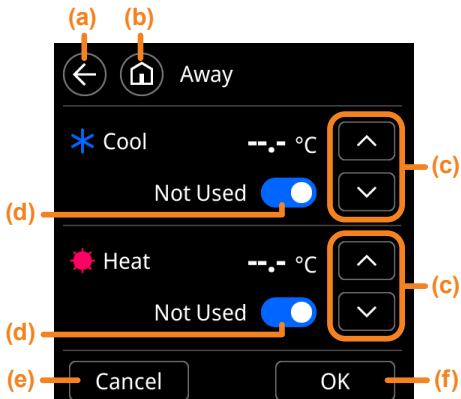 (a) (b)
Away
Cool --.- °C
(c)
Not Used
(d)
Heat --.- °C
(c)
Not Used
(d)
(e) Cancel OK (f)